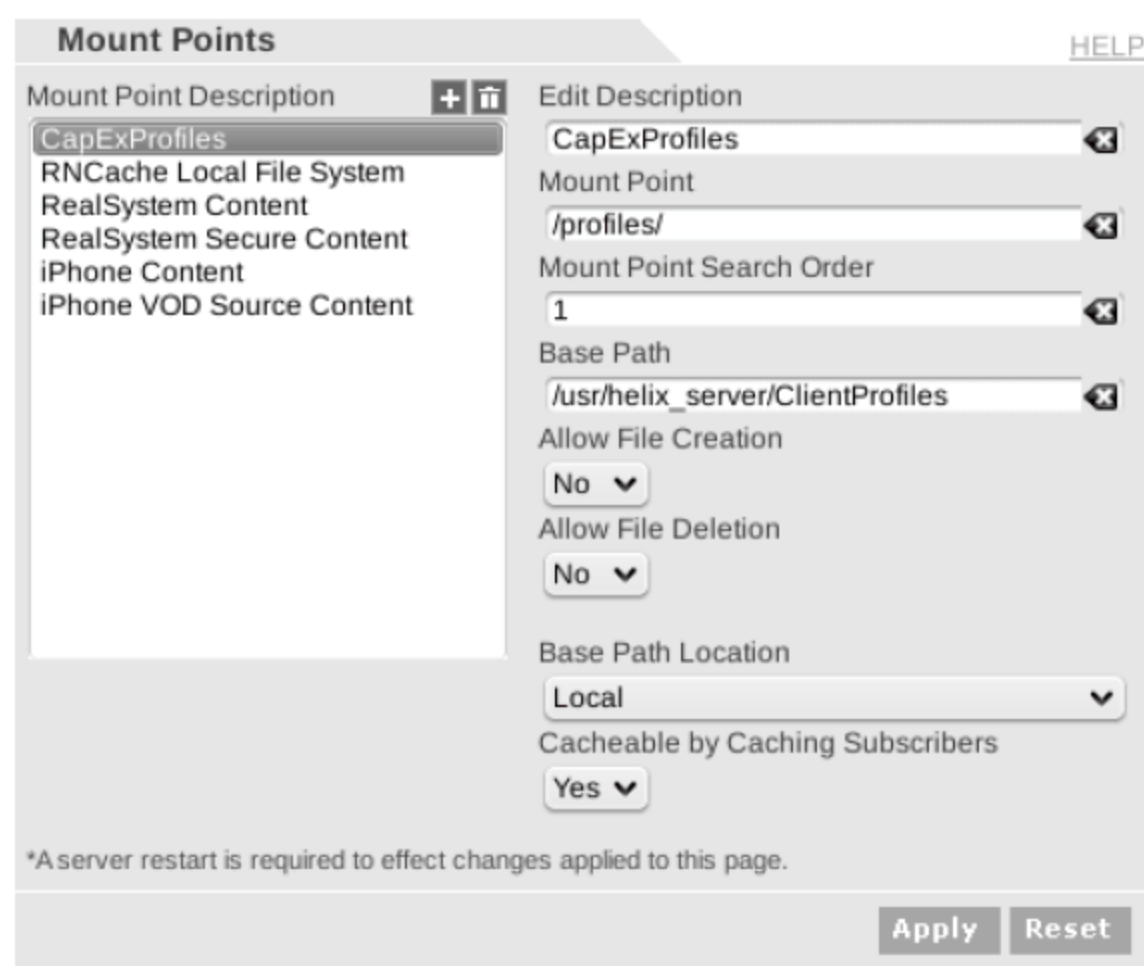 Mount Points
HELP
Mount Point Description
CapExProfiles
RNCache Local File System
RealSystem Content
RealSystem Secure Content
iPhone Content
iPhone VOD Source Content
Edit Description
CapExProfiles
Mount Point
/profiles/
Mount Point Search Order
1
Base Path
/usr/helix_server/ClientProfiles
Allow File Creation
No
Allow File Deletion
No
Base Path Location
Local
Cacheable by Caching Subscribers
Yes
*A server restart is required to effect changes applied to this page.
Apply Reset